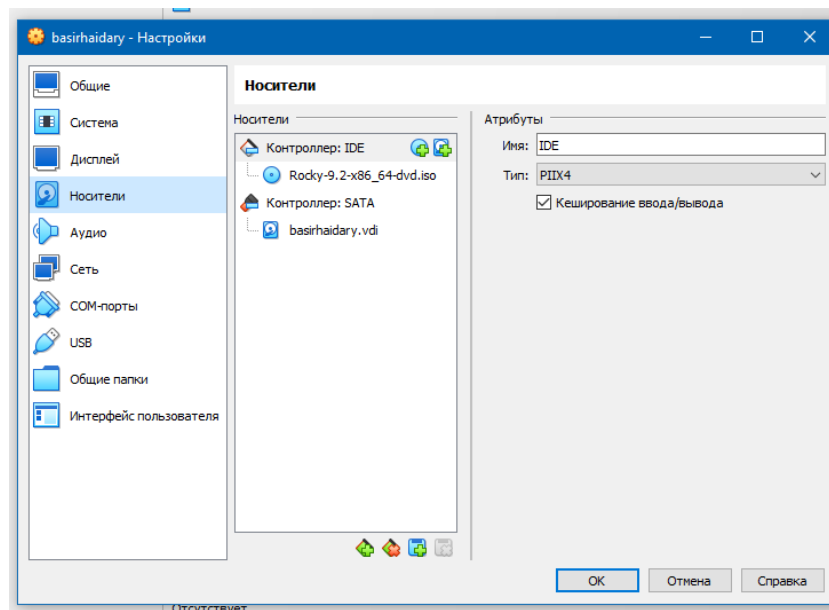 basirhaidary - Настройки
Общие
Система
Дисплей
Носители
Аудио
Сеть
COM-порты
USB
Общие папки
Интерфейс пользователя
Носители
Носители
Контроллер: IDE
Rocky-9.2-x86_64-dvd.iso
Контроллер: SATA
basirhaidary.vdi
Атрибуты
Имя: IDE
Тип: PIIX4
Кеширование ввода/вывода
OK
Отмена
Справка
Отсутствует